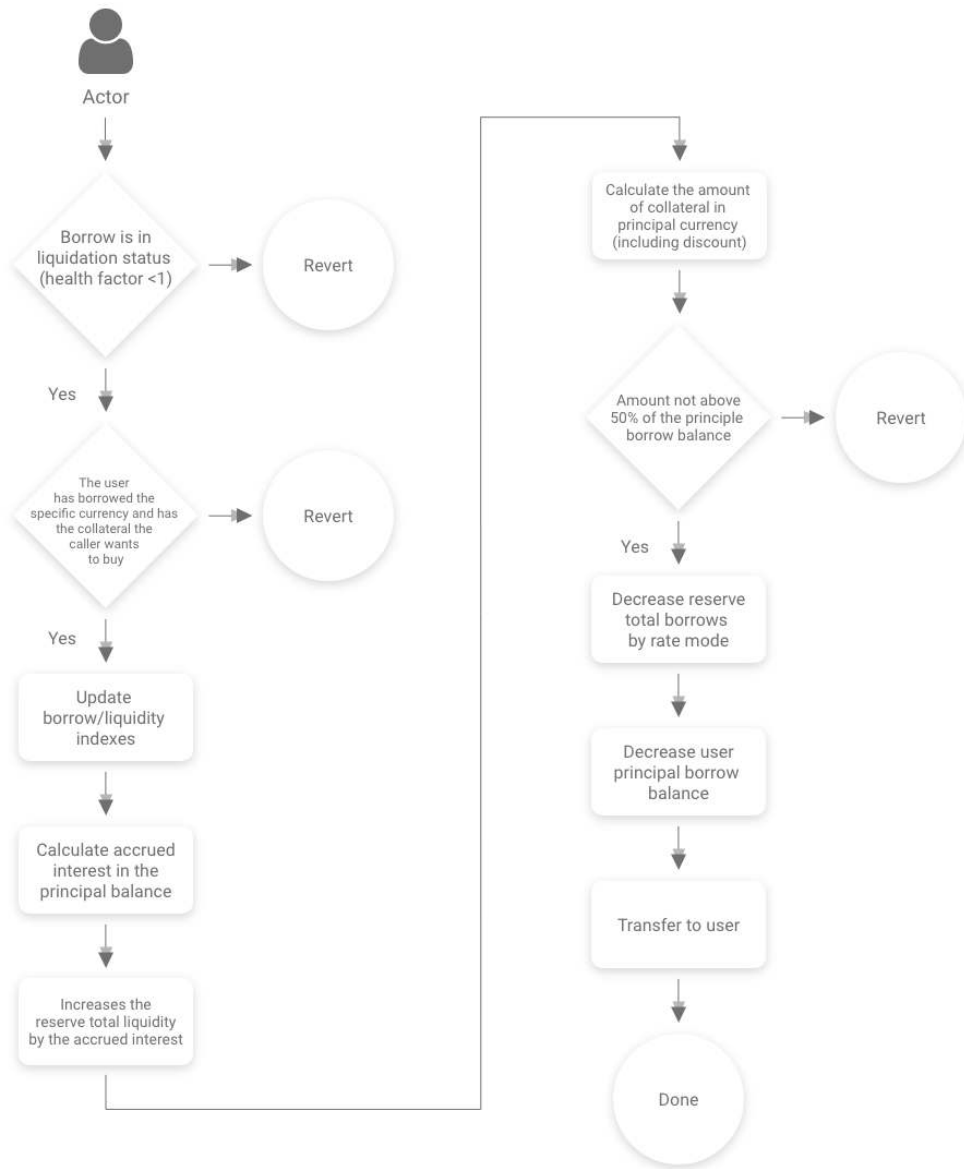 Actor
Borrow is in
liquidation status
(health factor <1)
Revert
Yes
The user
has borrowed the
specific currency and has
the collateral the
caller wants
to buy
Revert
Yes
Update
borrow/liquidity
indexes
Calculate accrued
interest in the
principal balance
Increases the
reserve total liquidity
by the accrued interest
Calculate the amount
of collateral in
principal currency
(including discount)
Amount not above
50% of the principle
borrow balance
Revert
Yes
Decrease reserve
total borrows
by rate mode
Decrease user
principal borrow
balance
Transfer to user
Done